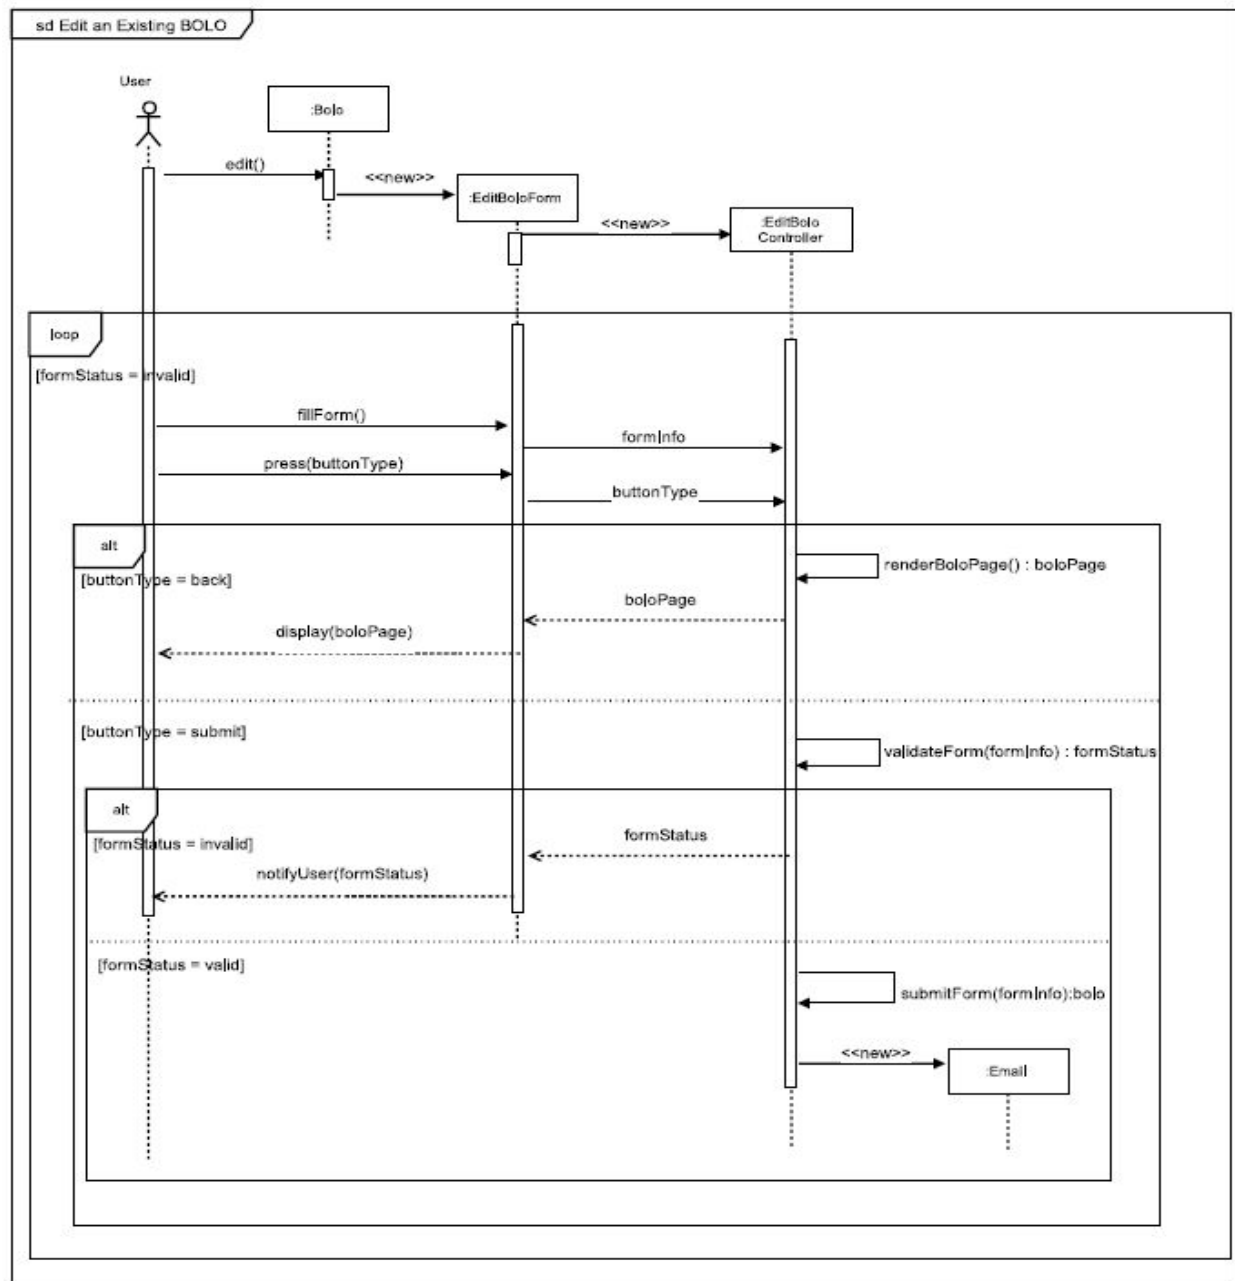 sd Edit an Existing BOLO
User
:Bolo
edit()
<<new>>
:EditBoloForm
<<new>>
:EditBolo
Controller
loop
[formStatus = invalid]
fillForm()
formInfo
press(buttonType)
buttonType
alt
[buttonType = back]
renderBoloPage() : boloPage
boloPage
display(boloPage)
[buttonType = submit]
validateForm(formInfo) : formStatus
alt
[formStatus = invalid]
formStatus
notifyUser(formStatus)
[formStatus = valid]
submitForm(formInfo):bolo
<<new>>
:Email